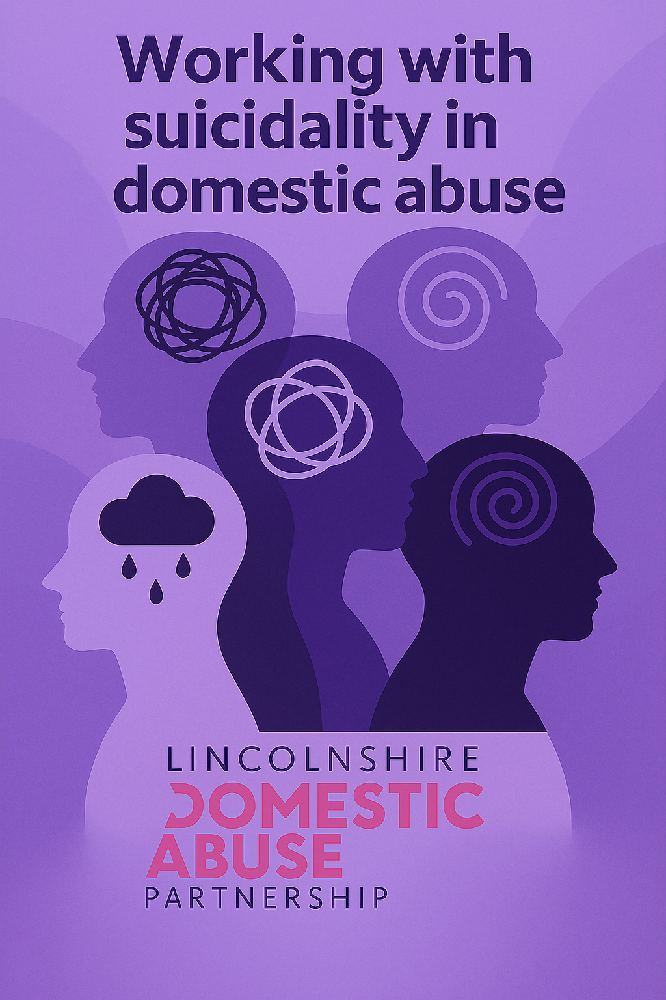 Working with
suicidality in
domestic abuse
LINCOLNSHIRE
DOMESTIC
ABUSE
PARTNERSHIP